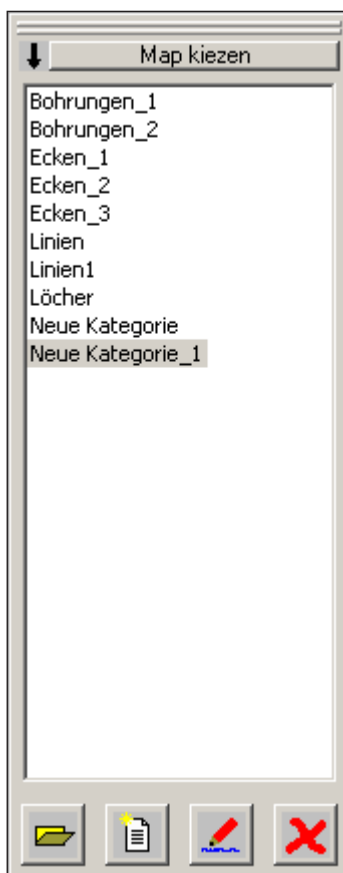 Map kiezen
Bohrungen_1
Bohrungen_2
Ecken_1
Ecken_2
Ecken_3
Linien
Linien1
Löcher
Neue Kategorie
Neue Kategorie_1